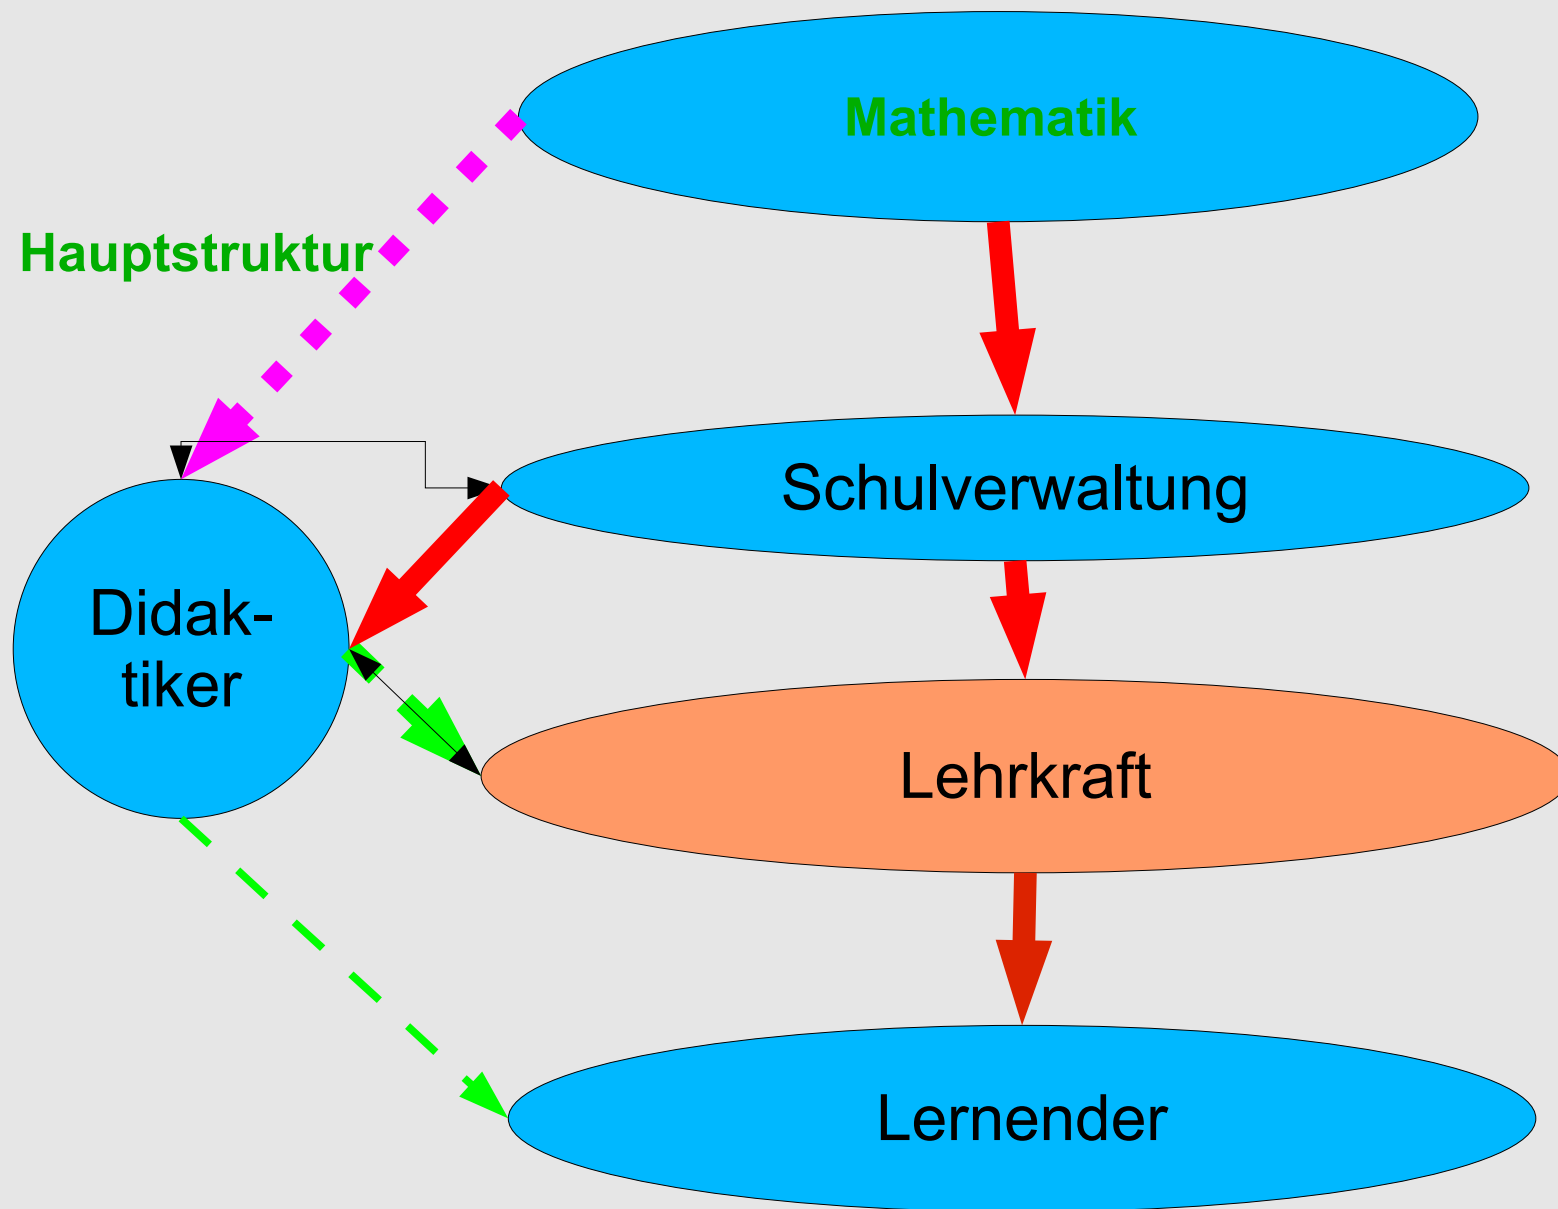 Mathematik
Hauptstruktur
Schulverwaltung
Didak-
tiker
Lehrkraft
Lernender